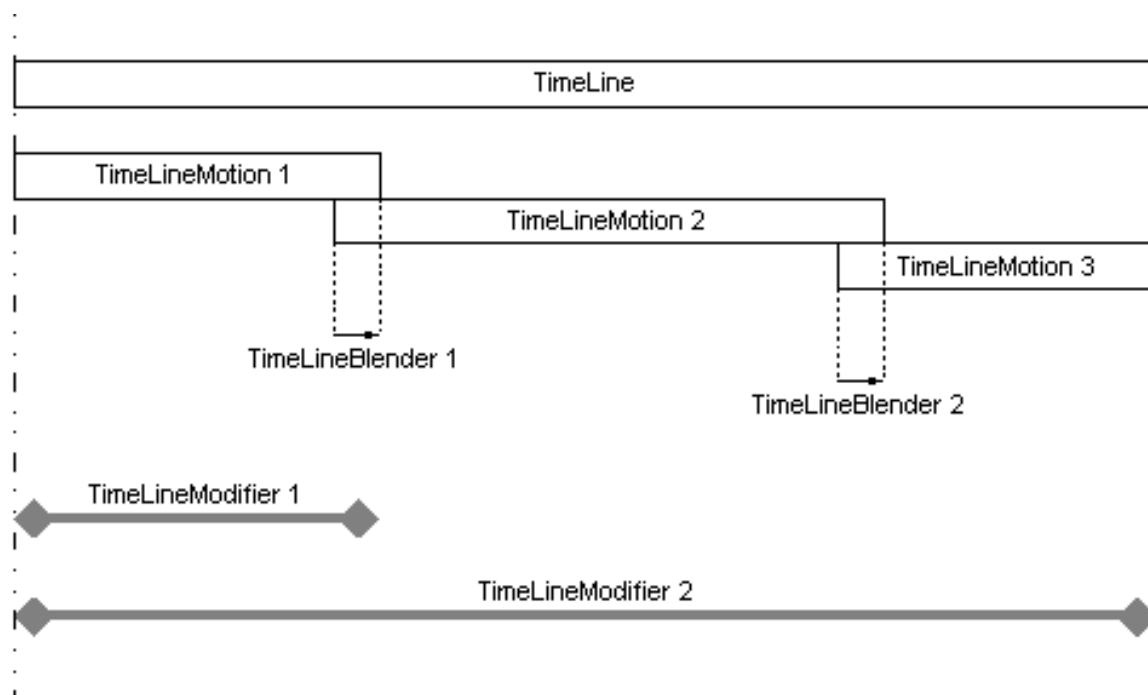 TimeLine
TimeLineMotion 1
TimeLineMotion 2
TimeLineMotion 3
TimeLineBlender 1
TimeLineBlender 2
TimeLineModifier 1
TimeLineModifier 2